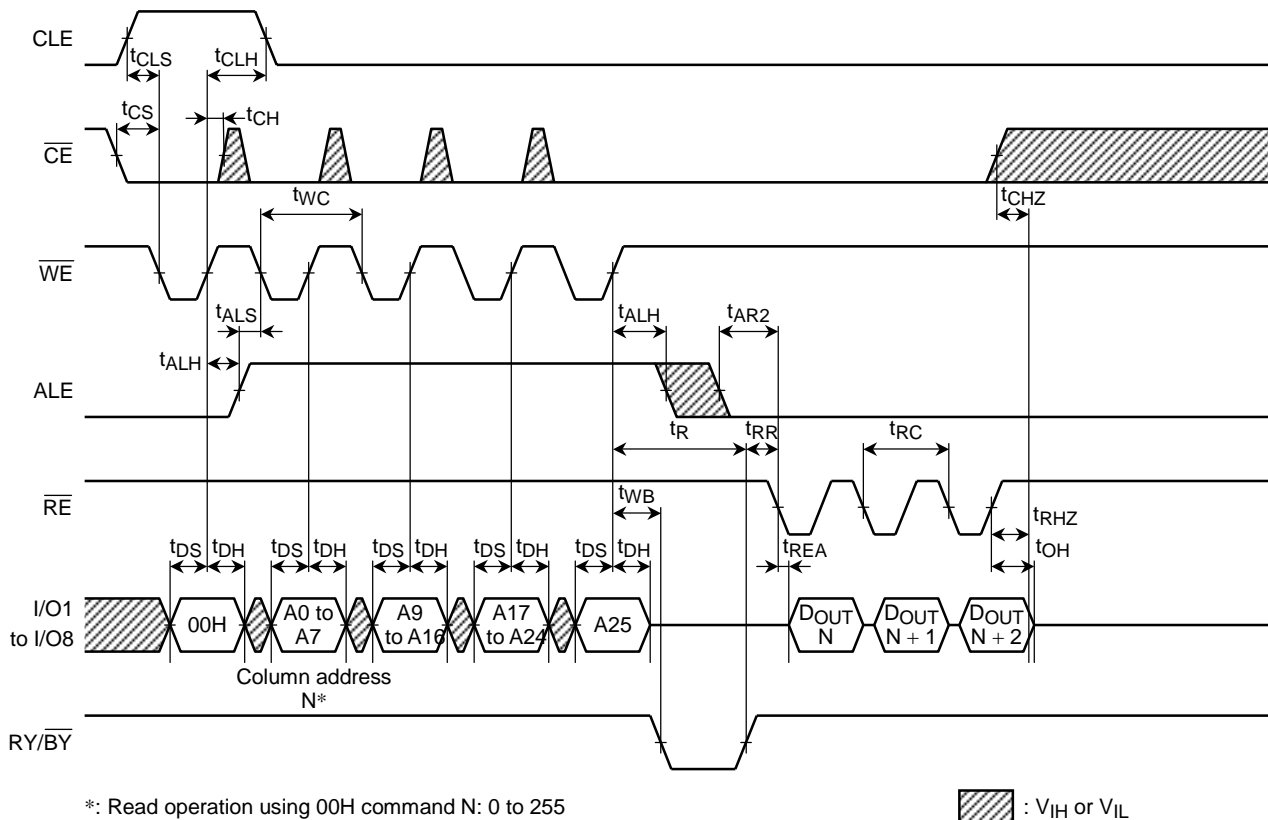 CLE
tCLS
tCLH
tCS
tCH
CE
tWC
tCHZ
WE
tALS
tALH
tAR2
tALH
ALE
tR
tRR
tRC
RE
tWB
tRHZ
tREA
tOH
tDS tDH tDS tDH tDS tDH tDS tDH tDS tDH
I/O1
to I/O8
00H
A0 to
A7
A9
to A16
A17
to A24
A25
DOUT
N
DOUT
N + 1
DOUT
N + 2
Column address
N*
RY/BY
*: Read operation using 00H command N: 0 to 255
: VIH or VIL